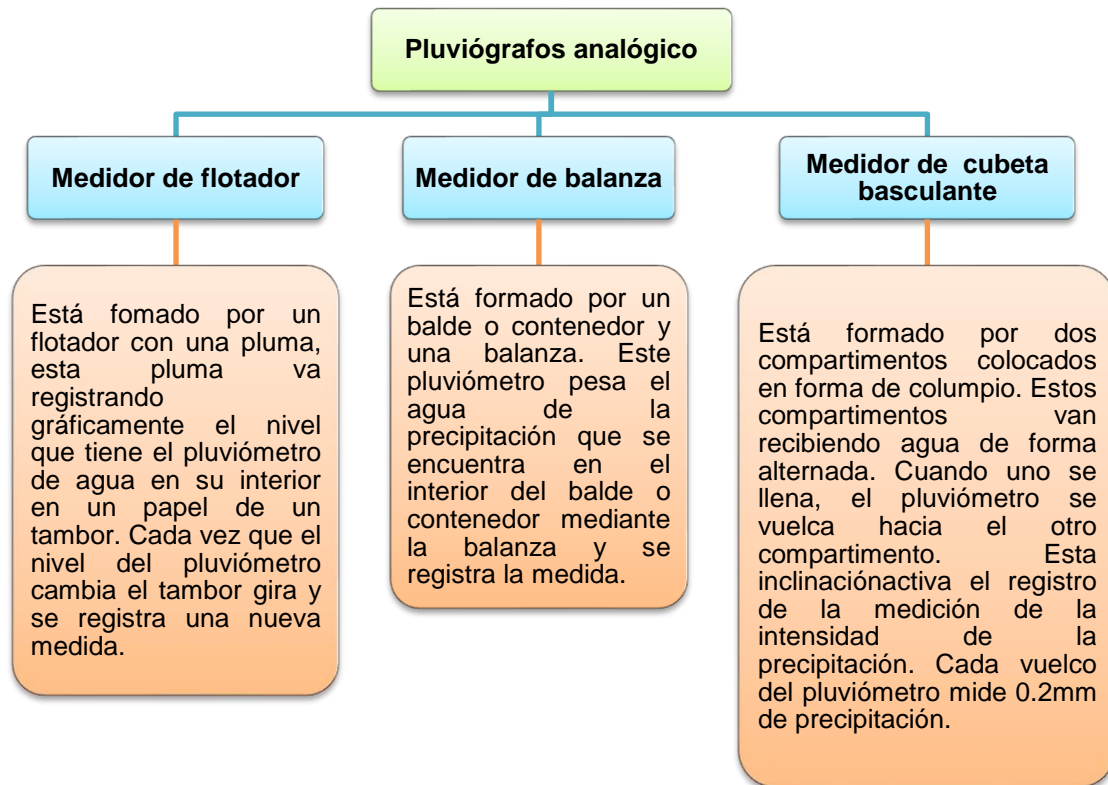 Pluviógrafos analógico
Medidor de flotador
Medidor de balanza
Medidor de cubeta
basculante
Está fomado por un
flotador con una pluma,
esta pluma va
registrando
gráficamente el nivel
que tiene el pluviómetro
de agua en su interior
en un papel de un
tambor. Cada vez que el
nivel del pluviómetro
cambia el tambor gira y
se registra una nueva
medida.
Está formado por un
balde o contenedor y
una balanza. Este
pluviómetro pesa el
agua de la
precipitación que se
encuentra en el
interior del balde o
contenedor mediante
la balanza y se
registra la medida.
Está formado por dos
compartimentos colocados
en forma de columpio. Estos
compartimentos van
recibiendo agua de forma
alternada. Cuando uno se
llena, el pluviómetro se
vuelca hacia el otro
compartimento. Esta
inclinaciónactiva el registro
de la medición de la
intensidad de la
precipitación. Cada vuelco
del pluviómetro mide 0.2mm
de precipitación.